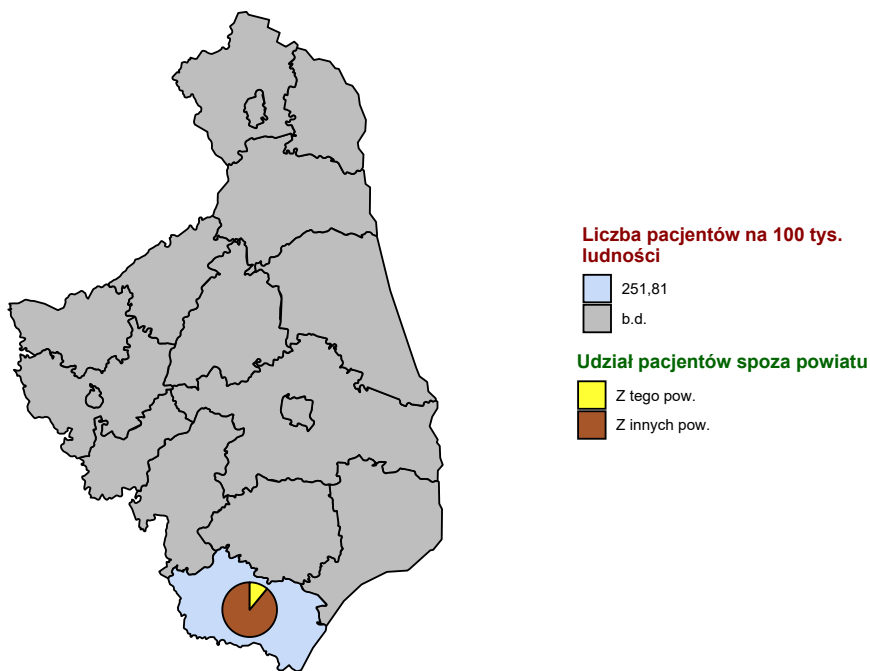 Liczba pacjentów na 100 tys.
ludności
251,81
b.d.
Udział pacjentów spoza powiatu
Z tego pow.
Z innych pow.